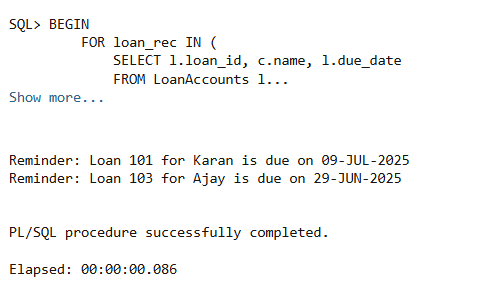 SQL> BEGIN
FOR loan_rec IN (
SELECT l.loan_id, c.name, l.due_date
FROM LoanAccounts l...
Show more...
Reminder: Loan 101 for Karan is due on 09-JUL-2025
Reminder: Loan 103 for Ajay is due on 29-JUN-2025
PL/SQL procedure successfully completed.
Elapsed: 00:00:00.086